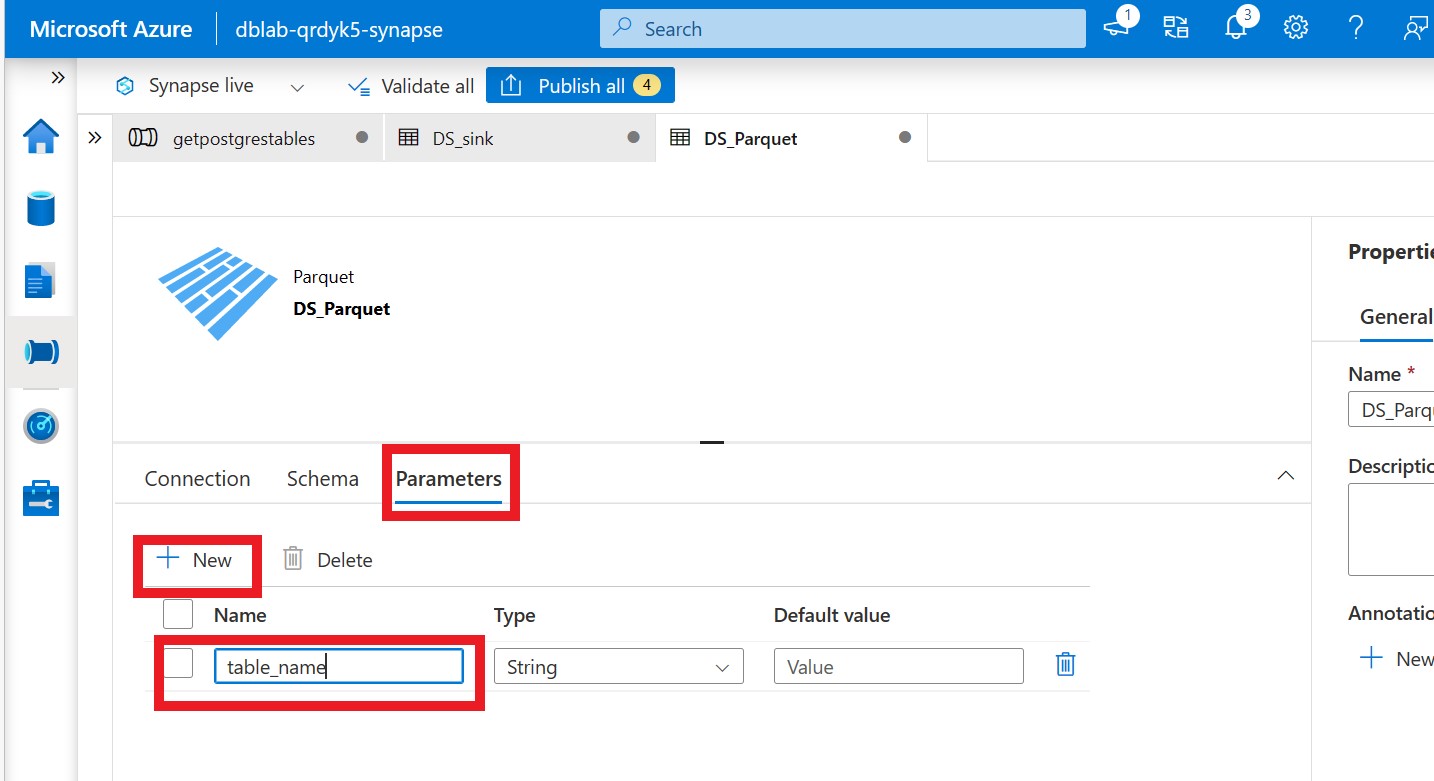 Microsoft Azure dblab-qrdyk5-synapse Search 1 3
Synapse live Validate all Publish all 4
getpostgrestables DS_sink DS_Parquet
Parquet
DS_Parquet
Properti
General
Name *
DS_Parq
Connection Schema Parameters
Descriptio
New Delete
Name Type Default value
Annotatio
table_name String Value
New